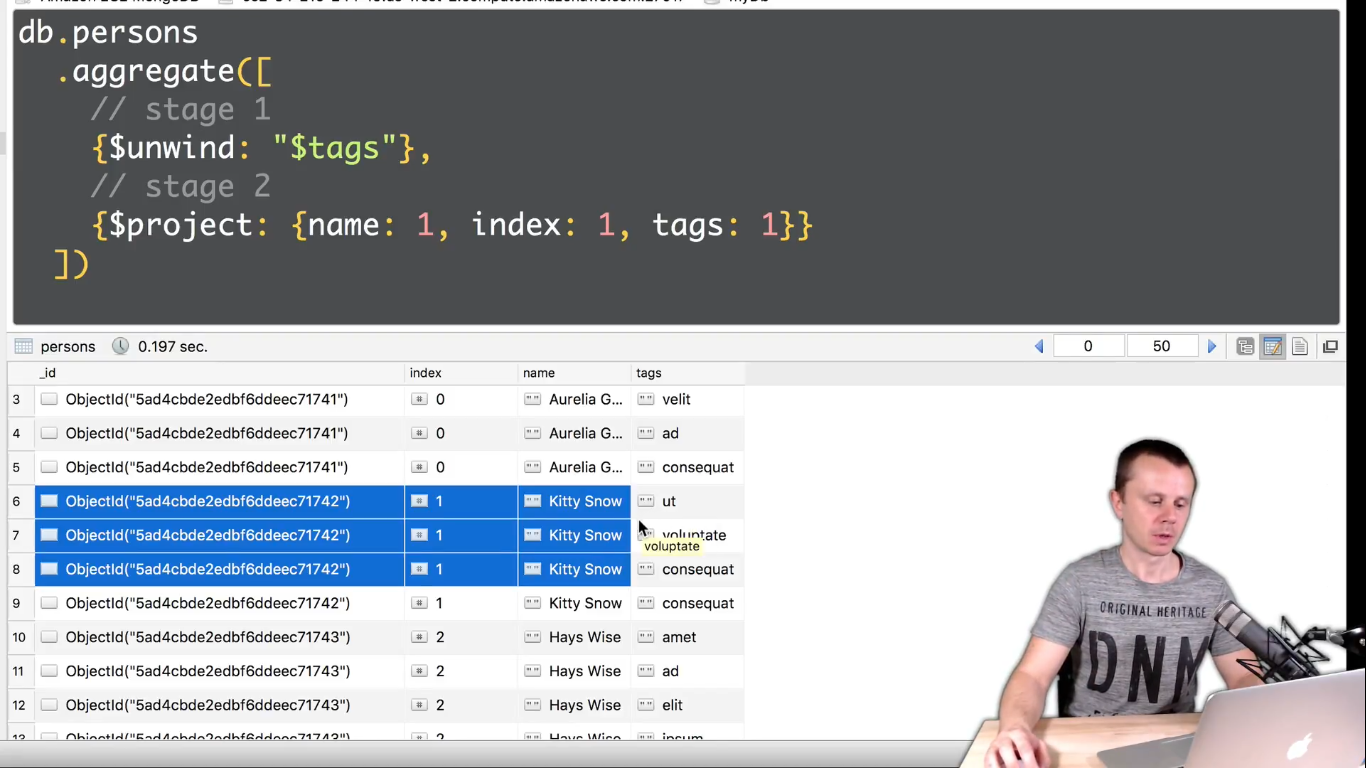 db.persons
.aggregate([
// stage 1
{$unwind: "$tags"},
// stage 2
{$project: {name: 1, index: 1, tags: 1}}
])
persons 0.197 sec. 0 50
_id index name tags
3 ObjectId("5ad4cbde2edbf6ddeec71741") 0 Aurelia G... velit
4 ObjectId("5ad4cbde2edbf6ddeec71741") 0 Aurelia G... ad
5 ObjectId("5ad4cbde2edbf6ddeec71741") 0 Aurelia G... consequat
6 ObjectId("5ad4cbde2edbf6ddeec71742") 1 Kitty Snow ut
7 ObjectId("5ad4cbde2edbf6ddeec71742") 1 Kitty Snow voluptate
voluptate
8 ObjectId("5ad4cbde2edbf6ddeec71742") 1 Kitty Snow consequat
9 ObjectId("5ad4cbde2edbf6ddeec71742") 1 Kitty Snow consequat
10 ObjectId("5ad4cbde2edbf6ddeec71743") 2 Hays Wise amet
11 ObjectId("5ad4cbde2edbf6ddeec71743") 2 Hays Wise ad
12 ObjectId("5ad4cbde2edbf6ddeec71743") 2 Hays Wise elit
13 ObjectId("5ad4cbde2edbf6ddeec71743") 2 Hays Wise ipsum
ORIGINAL HERITAGE
DNM